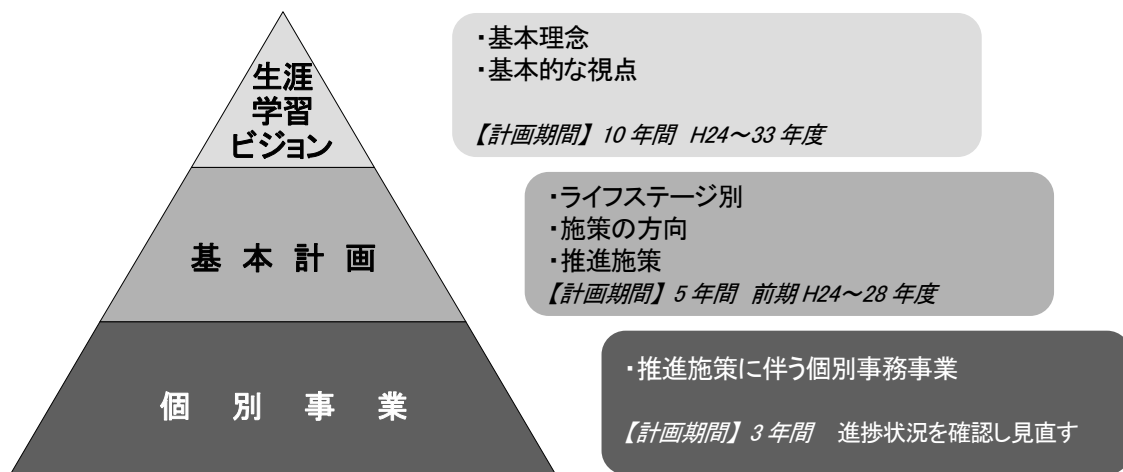 生涯
学習
ビジョン
・基本理念
・基本的な視点
【計画期間】 10 年間 H24～33 年度
基 本 計 画
・ライフステージ別
・施策の方向
・推進施策
【計画期間】 5 年間 前期 H24～28 年度
個 別 事 業
・推進施策に伴う個別事務事業
【計画期間】 3 年間 進捗状況を確認し見直す